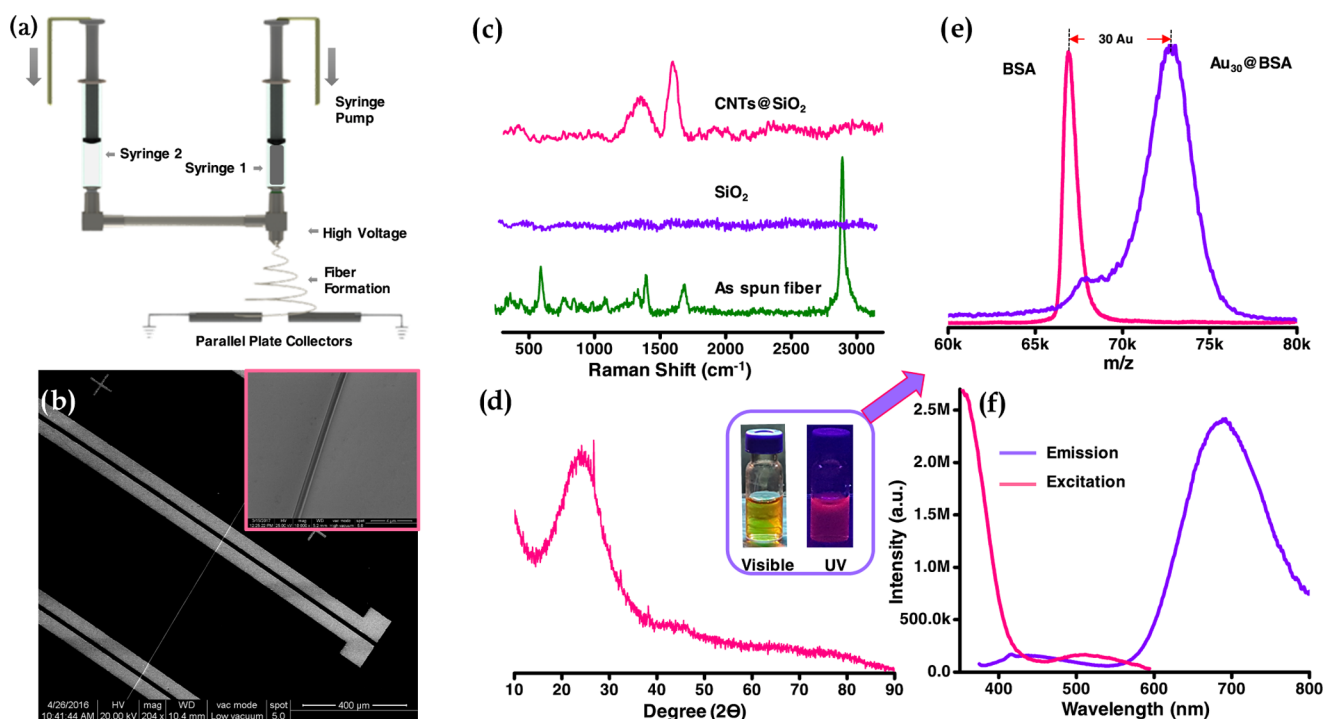 (a)
Syringe
Pump
Syringe 2
Syringe 1
High Voltage
Fiber
Formation
Parallel Plate Collectors
(b)
4/26/2016 HV mag WD vac mode spot
10:41:44 AM 20.00 kV 204 x 10.4 mm Low vacuum 5.0 400 µm
(c)
CNTs@SiO₂
SiO₂
As spun fiber
500 1000 1500 2000 2500 3000
Raman Shift (cm⁻¹)
(d)
Visible UV
10 20 30 40 50 60 70 80 90
Degree (2Θ)
(e)
30 Au
BSA
Au₃₀@BSA
60k 65k 70k 75k 80k
m/z
(f)
2.5M
2.0M
1.5M
1.0M
500.0k
0.0
Intensity (a.u.)
Emission
Excitation
400 500 600 700 800
Wavelength (nm)